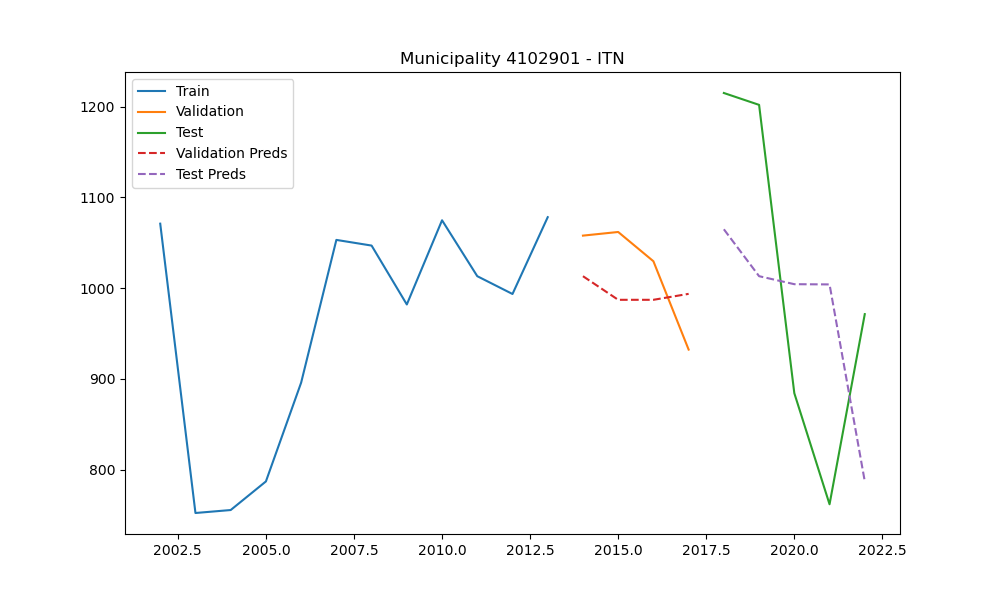 Municipality 4102901 - ITN
Train
Validation
Test
Validation Preds
Test Preds
1200
1100
1000
900
800
2002.5 2005.0 2007.5 2010.0 2012.5 2015.0 2017.5 2020.0 2022.5